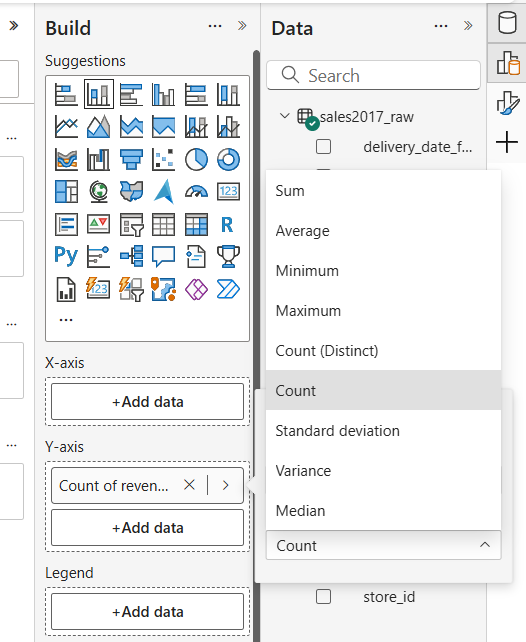 Build
Suggestions
123
R
Py
123
X-axis
+Add data
Y-axis
Count of reven...
+Add data
Legend
+Add data
Data
Search
sales2017_raw
delivery_date_f...
Sum
Average
Minimum
Maximum
Count (Distinct)
Count
Standard deviation
Variance
Median
Count
store_id